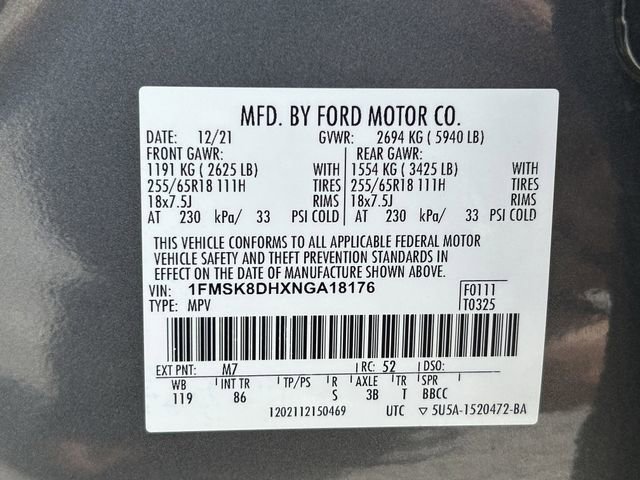 MFD. BY FORD MOTOR CO.
DATE: 12/21 GVWR: 2694 KG ( 5940 LB)
FRONT GAWR: REAR GAWR:
1191 KG ( 2625 LB) WITH 1554 KG ( 3425 LB) WITH
255/65R18 111H TIRES 255/65R18 111H TIRES
18x7.5J RIMS 18x7.5J RIMS
AT 230 kPa/ 33 PSI COLD AT 230 kPa/ 33 PSI COLD
THIS VEHICLE CONFORMS TO ALL APPLICABLE FEDERAL MOTOR
VEHICLE SAFETY AND THEFT PREVENTION STANDARDS IN
EFFECT ON THE DATE OF MANUFACTURE SHOWN ABOVE.
VIN: 1FMSK8DHXNGA18176 F0111
TYPE: MPV T0325
EXT PNT: M7 RC: 52 DSO:
WB INT TR TP/PS R AXLE TR SPR
119 86 S 3B T BBCC
1202112150469 UTC ▽ 5U5A-1520472-BA